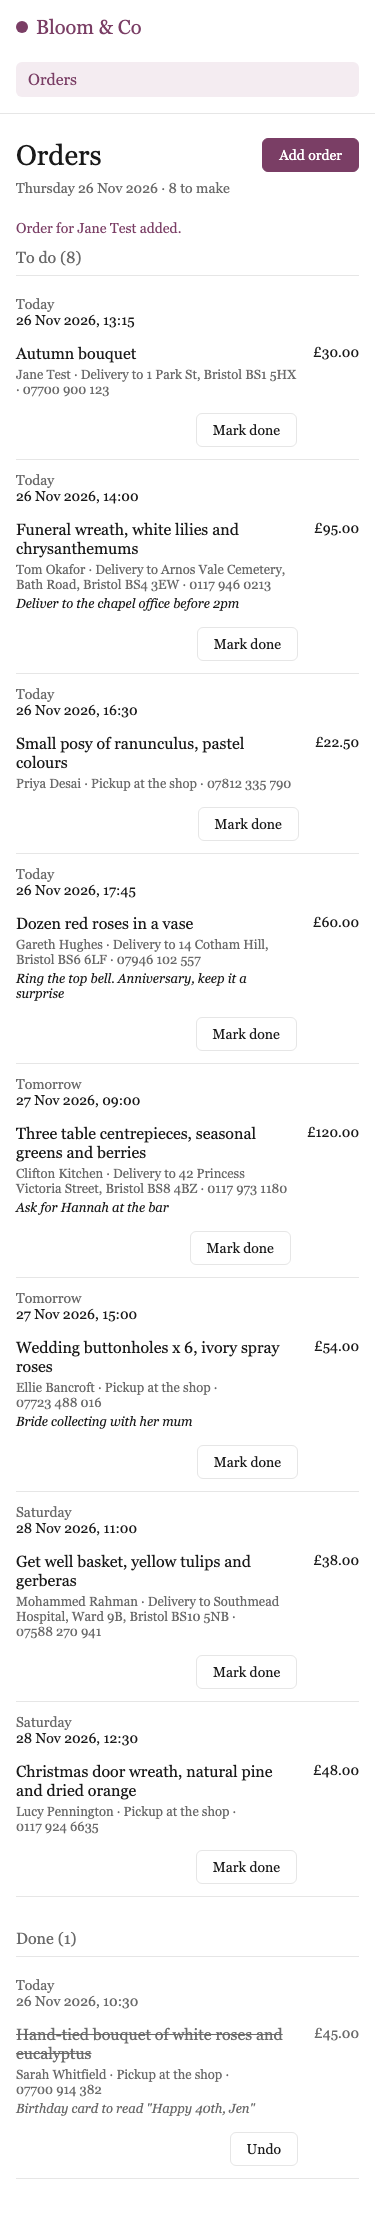 Bloom & Co
Orders
Orders
Add order
Thursday 26 Nov 2026 · 8 to make
Order for Jane Test added.
To do (8)
Today
26 Nov 2026, 13:15
Autumn bouquet
£30.00
Jane Test · Delivery to 1 Park St, Bristol BS1 5HX
· 07700 900 123
Mark done
Today
26 Nov 2026, 14:00
Funeral wreath, white lilies and
chrysanthemums
£95.00
Tom Okafor · Delivery to Arnos Vale Cemetery,
Bath Road, Bristol BS4 3EW · 0117 946 0213
Deliver to the chapel office before 2pm
Mark done
Today
26 Nov 2026, 16:30
Small posy of ranunculus, pastel
colours
£22.50
Priya Desai · Pickup at the shop · 07812 335 790
Mark done
Today
26 Nov 2026, 17:45
Dozen red roses in a vase
£60.00
Gareth Hughes · Delivery to 14 Cotham Hill,
Bristol BS6 6LF · 07946 102 557
Ring the top bell. Anniversary, keep it a
surprise
Mark done
Tomorrow
27 Nov 2026, 09:00
Three table centrepieces, seasonal
greens and berries
£120.00
Clifton Kitchen · Delivery to 42 Princess
Victoria Street, Bristol BS8 4BZ · 0117 973 1180
Ask for Hannah at the bar
Mark done
Tomorrow
27 Nov 2026, 15:00
Wedding buttonholes x 6, ivory spray
roses
£54.00
Ellie Bancroft · Pickup at the shop ·
07723 488 016
Bride collecting with her mum
Mark done
Saturday
28 Nov 2026, 11:00
Get well basket, yellow tulips and
gerberas
£38.00
Mohammed Rahman · Delivery to Southmead
Hospital, Ward 9B, Bristol BS10 5NB ·
07588 270 941
Mark done
Saturday
28 Nov 2026, 12:30
Christmas door wreath, natural pine
and dried orange
£48.00
Lucy Pennington · Pickup at the shop ·
0117 924 6635
Mark done
Done (1)
Today
26 Nov 2026, 10:30
Hand-tied bouquet of white roses and
eucalyptus
£45.00
Sarah Whitfield · Pickup at the shop ·
07700 914 382
Birthday card to read "Happy 40th, Jen"
Undo